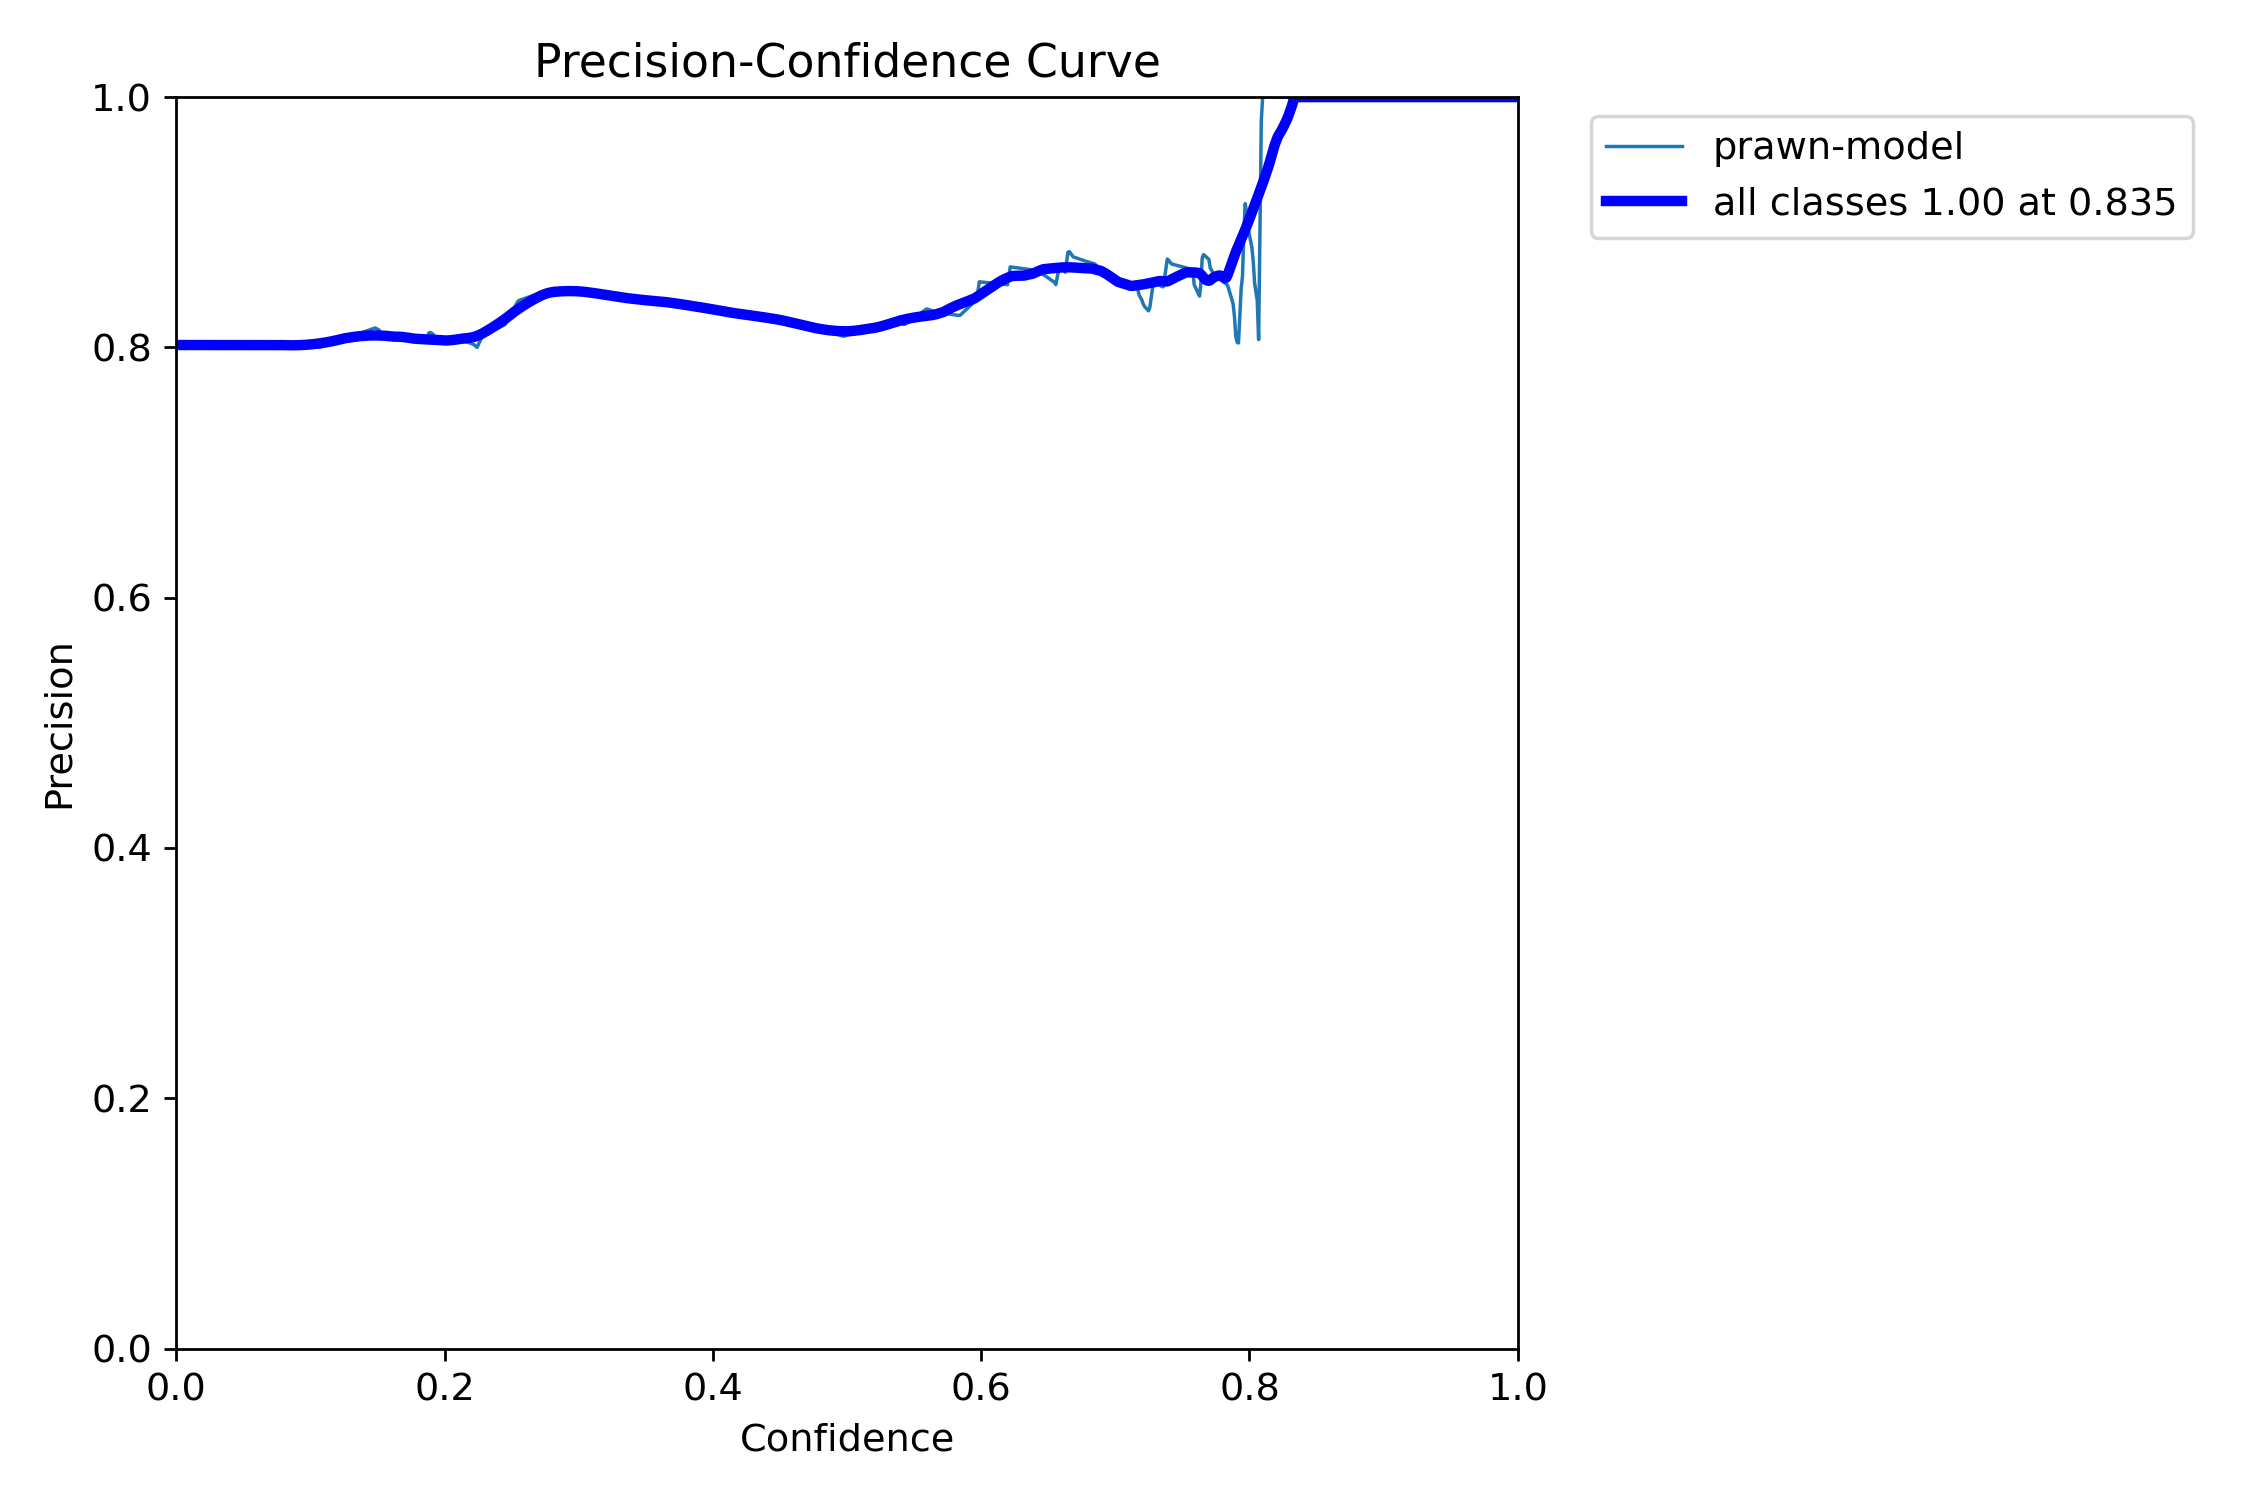 Precision-Confidence Curve
1.0
0.8
0.6
0.4
0.2
0.0
Precision
0.0 0.2 0.4 0.6 0.8 1.0
Confidence
prawn-model
all classes 1.00 at 0.835